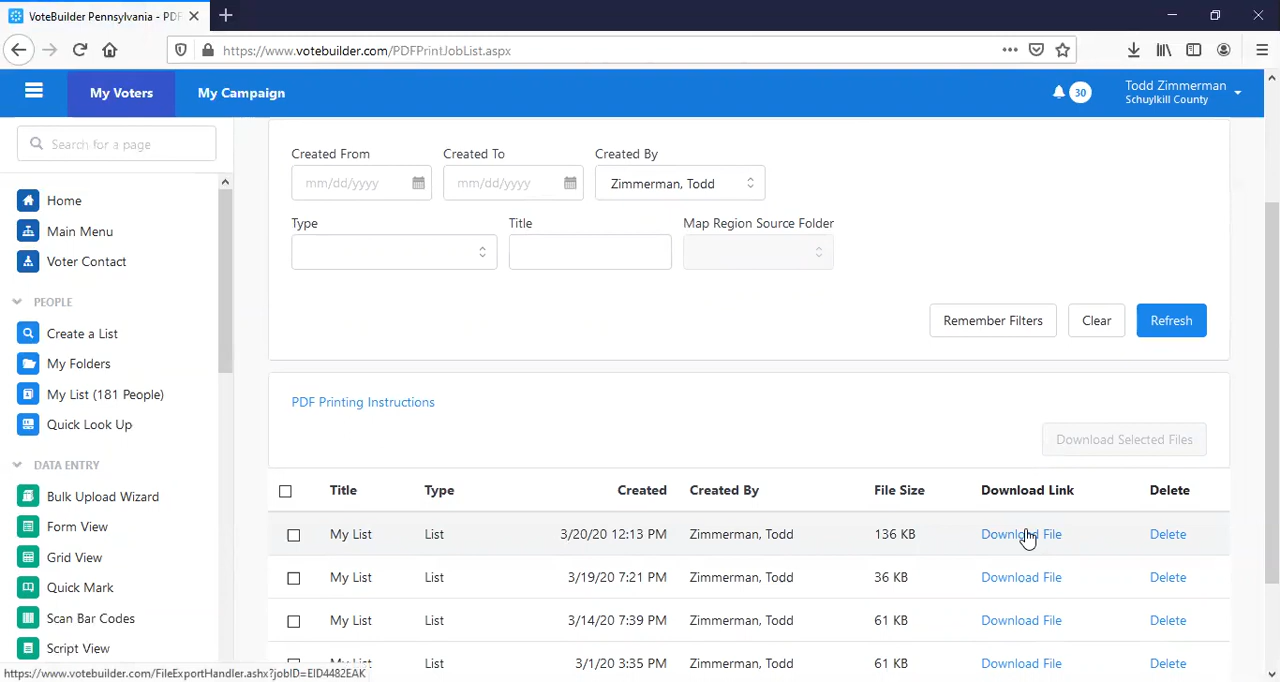 VoteBuilder Pennsylvania - PDF
https://www.votebuilder.com/PDFPrintJobList.aspx
My Voters
My Campaign
30
Todd Zimmerman
Schuylkill County
Search for a page
Home
Main Menu
Voter Contact
PEOPLE
Create a List
My Folders
My List (181 People)
Quick Look Up
DATA ENTRY
Bulk Upload Wizard
Form View
Grid View
Quick Mark
Scan Bar Codes
Script View
Created From
Created To
Created By
mm/dd/yyyy
mm/dd/yyyy
Zimmerman, Todd
Type
Title
Map Region Source Folder
Remember Filters
Clear
Refresh
PDF Printing Instructions
Download Selected Files
Title Type Created Created By File Size Download Link Delete
My List List 3/20/20 12:13 PM Zimmerman, Todd 136 KB Download File Delete
My List List 3/19/20 7:21 PM Zimmerman, Todd 36 KB Download File Delete
My List List 3/14/20 7:39 PM Zimmerman, Todd 61 KB Download File Delete
My List List 3/1/20 3:35 PM Zimmerman, Todd 61 KB Download File Delete
https://www.votebuilder.com/FileExportHandler.ashx?jobID=EID4482EAK